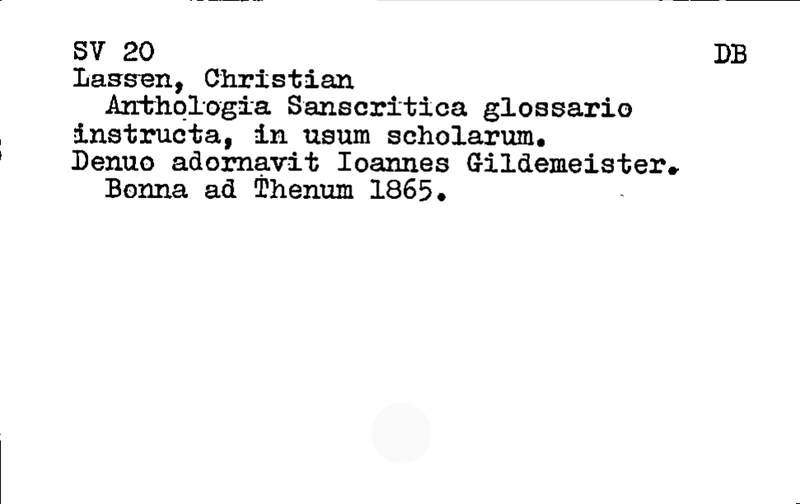 SV 20 DB
Lassen, Christian
Anthologia Sanscritica glossario
instructa, in usum scholarum.
Denuo adornavit Ioannes Gildemeister.
Bonna ad Thenum 1865.